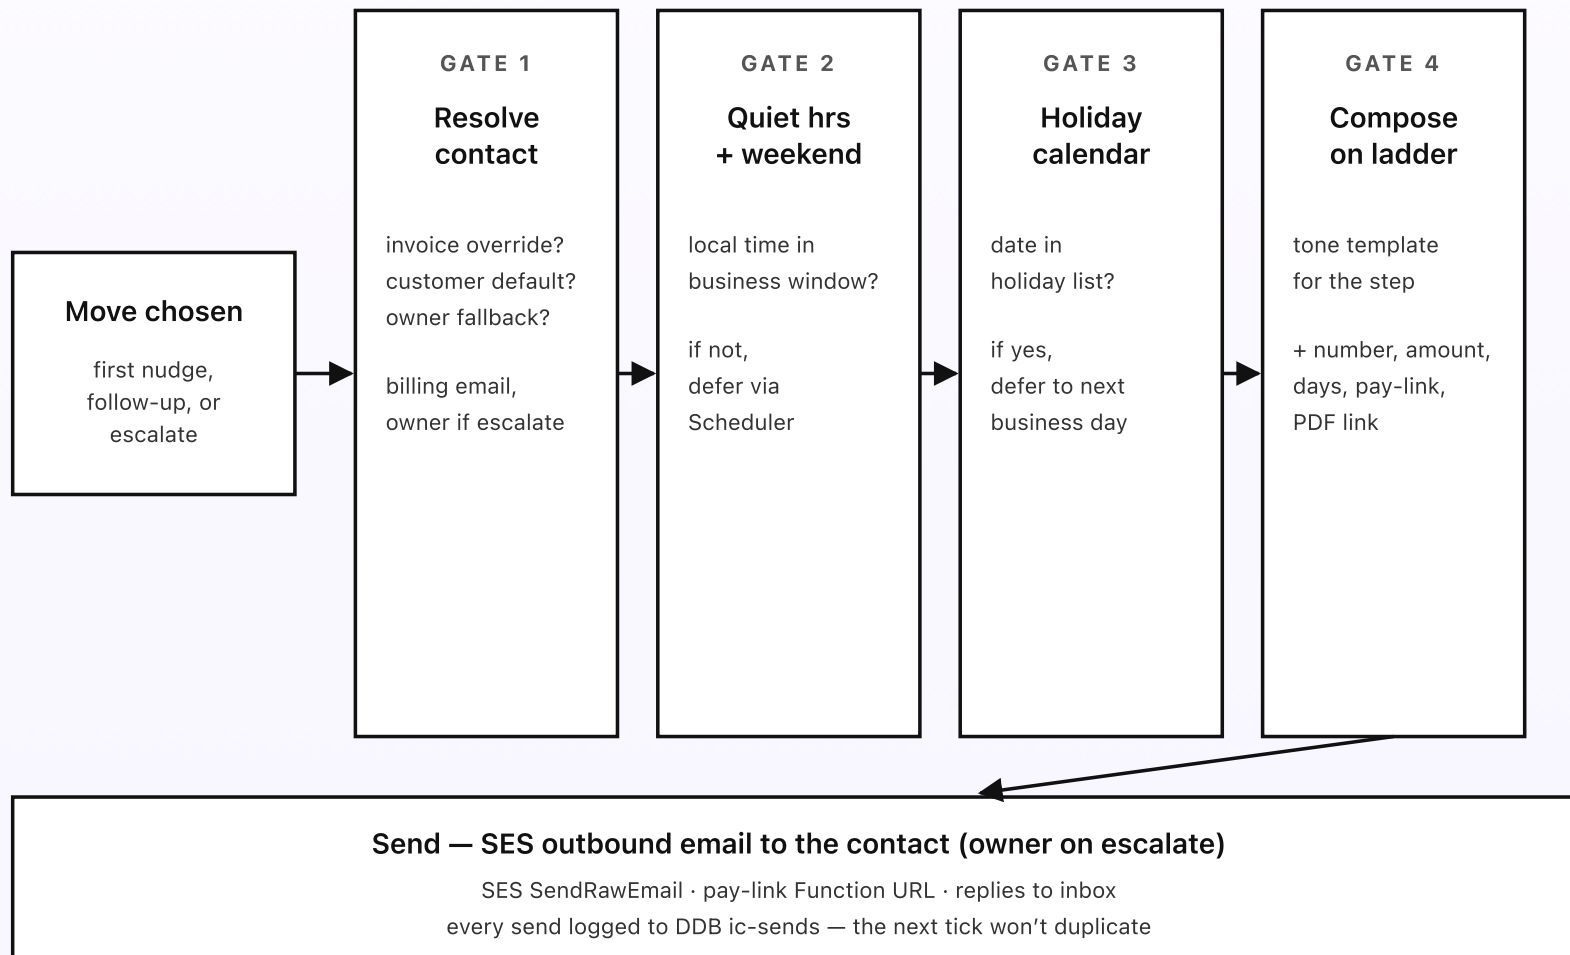 Move chosen
first nudge,
follow-up, or
escalate
GATE 1
Resolve
contact
invoice override?
customer default?
owner fallback?
billing email,
owner if escalate
GATE 2
Quiet hrs
+ weekend
local time in
business window?
if not,
defer via
Scheduler
GATE 3
Holiday
calendar
date in
holiday list?
if yes,
defer to next
business day
GATE 4
Compose
on ladder
tone template
for the step
+ number, amount,
days, pay-link,
PDF link
Send — SES outbound email to the contact (owner on escalate)
SES SendRawEmail · pay-link Function URL · replies to inbox
every send logged to DDB ic-sends — the next tick won’t duplicate